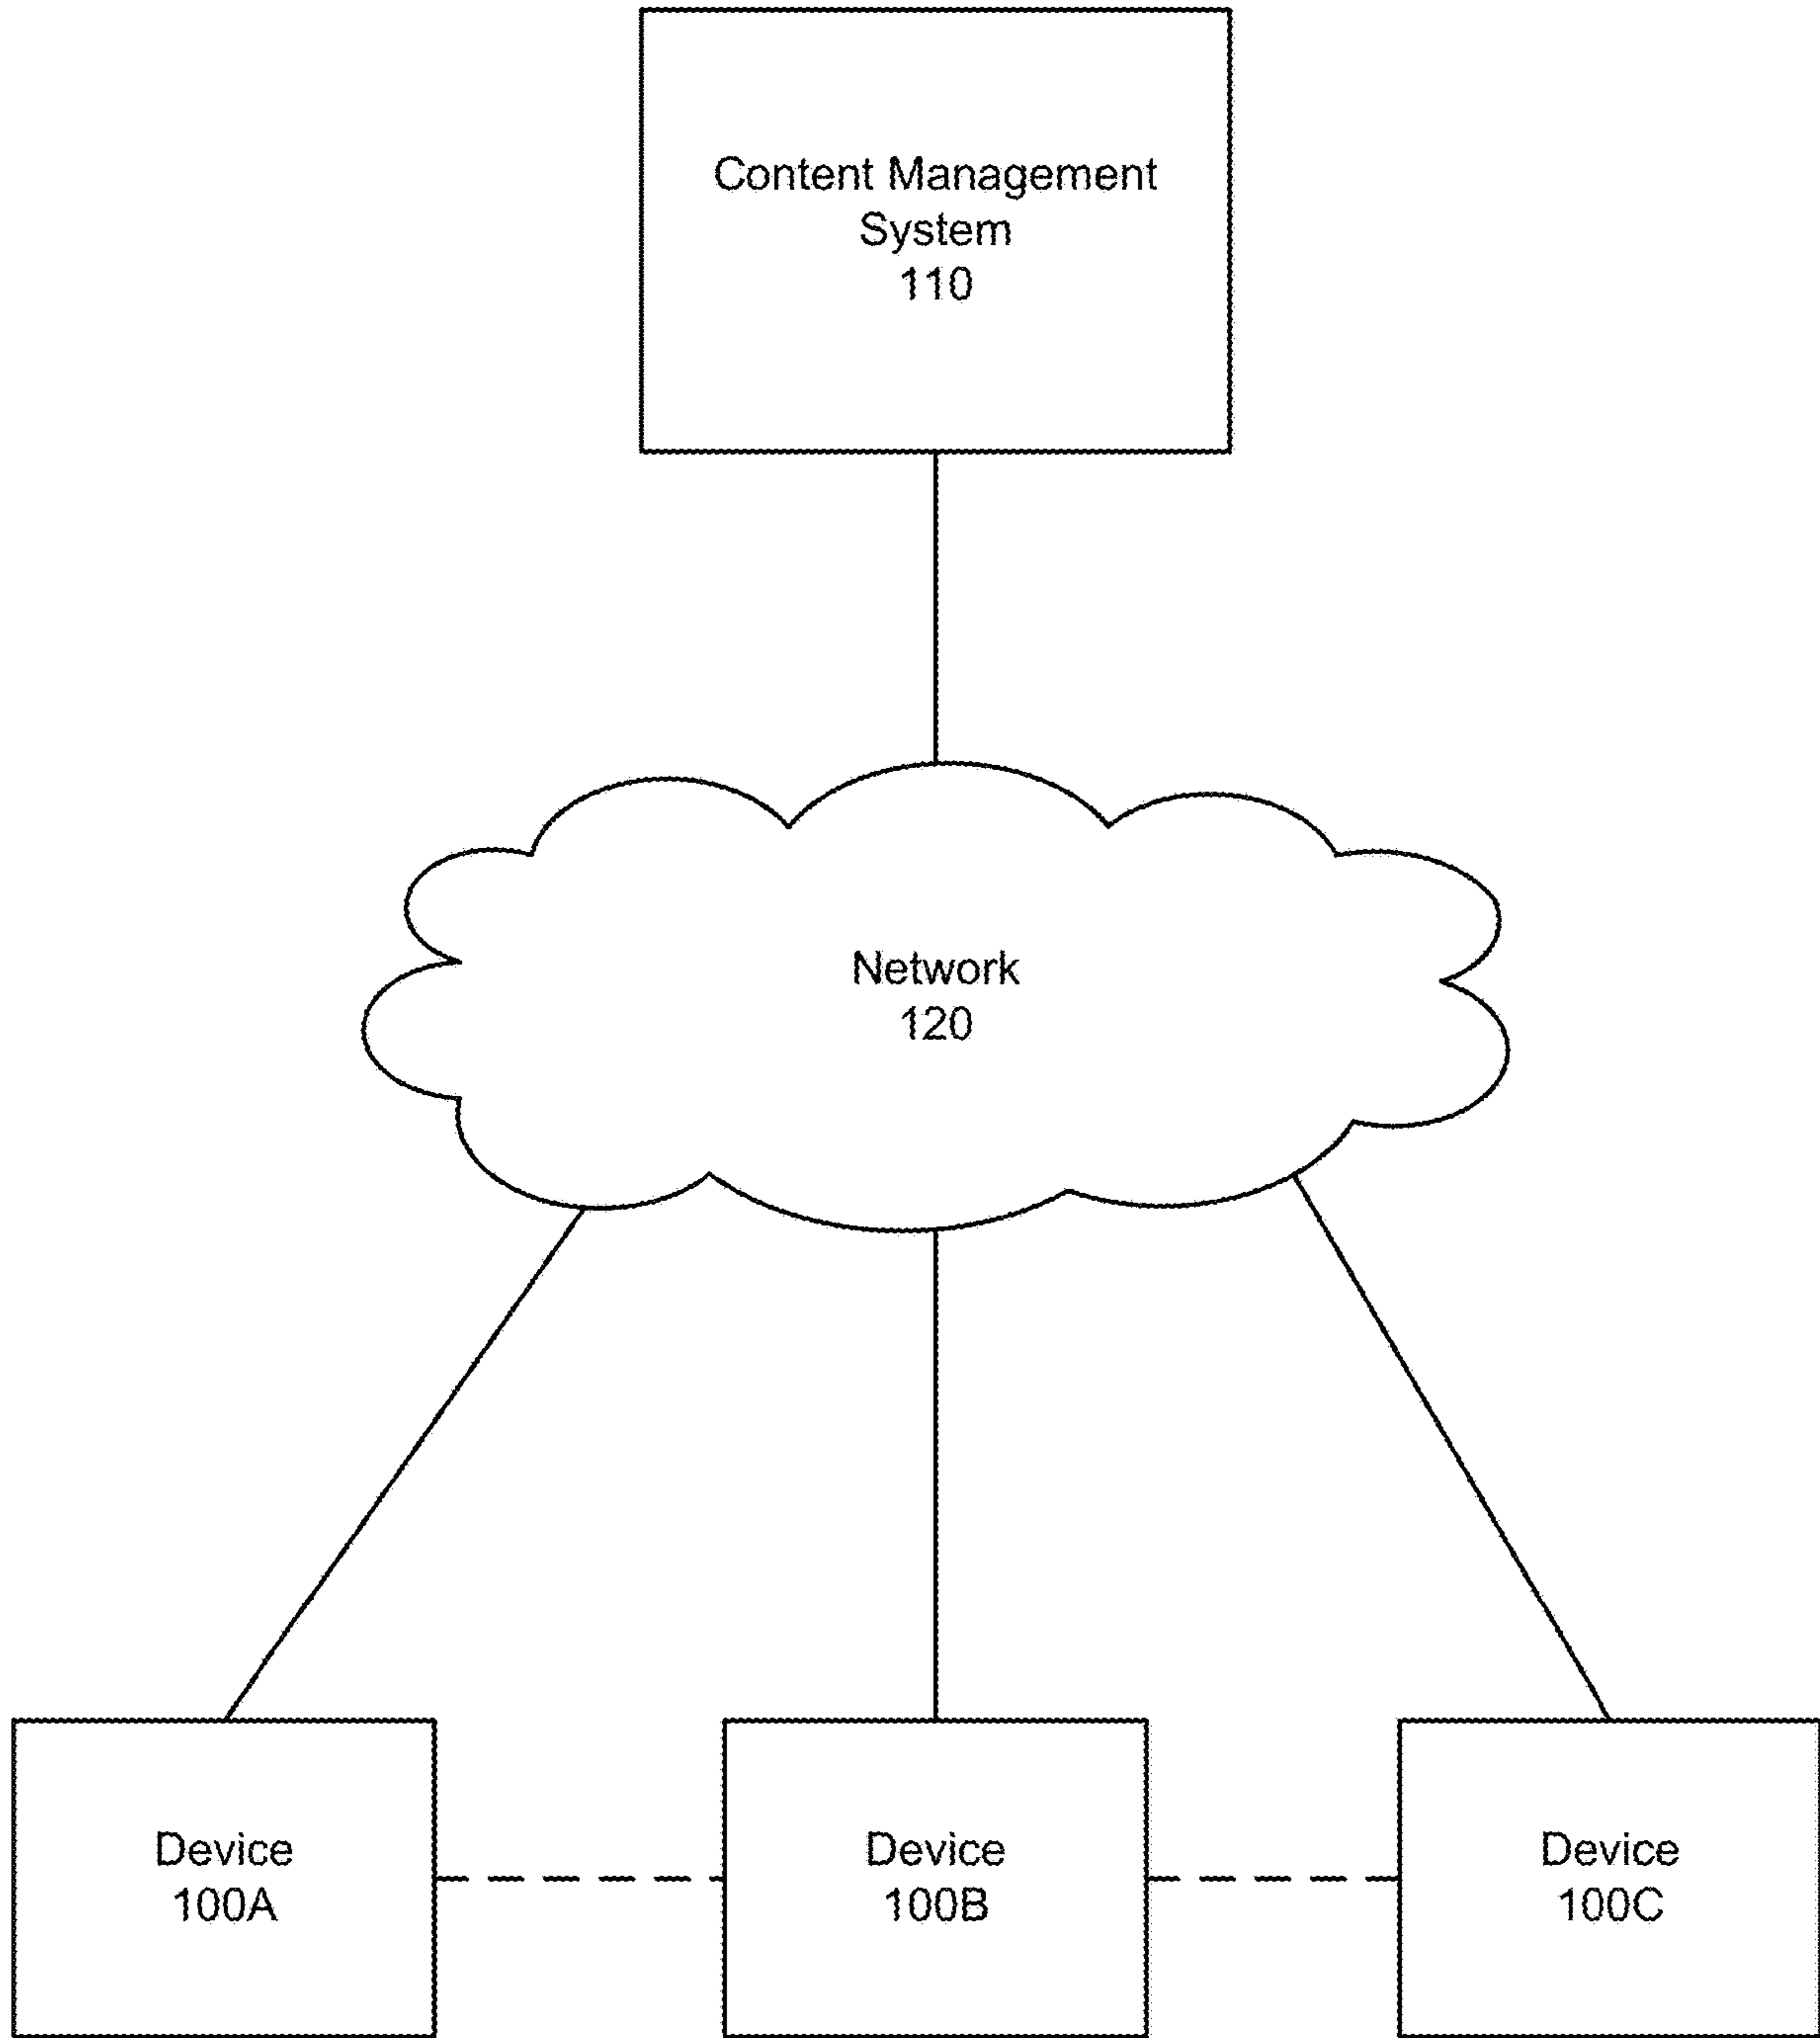 Content Management
System
110
Network
120
Device
100A
Device
100B
Device
100C